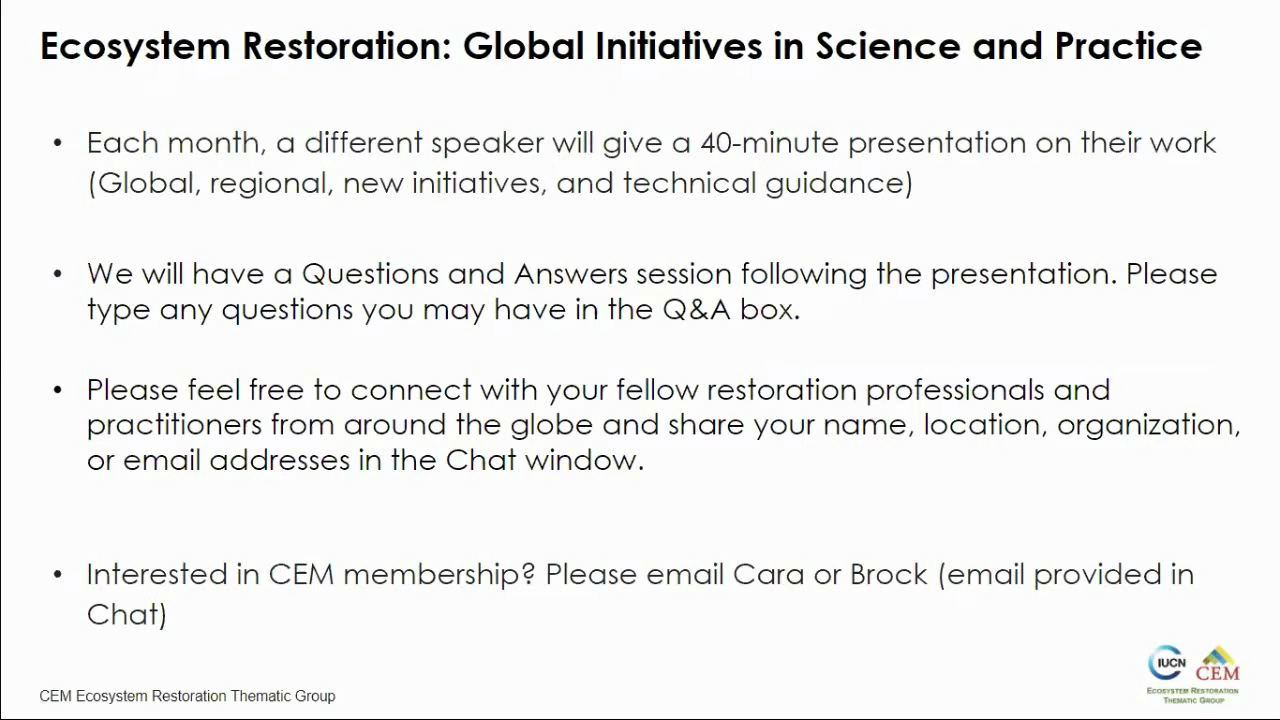 Ecosystem Restoration: Global Initiatives in Science and Practice
• Each month, a different speaker will give a 40-minute presentation on their work
(Global, regional, new initiatives, and technical guidance)
• We will have a Questions and Answers session following the presentation. Please
type any questions you may have in the Q&A box.
• Please feel free to connect with your fellow restoration professionals and
practitioners from around the globe and share your name, location, organization,
or email addresses in the Chat window.
• Interested in CEM membership? Please email Cara or Brock (email provided in
Chat)
IUCN CEM
Ecosystem Restoration
Thematic Group
CEM Ecosystem Restoration Thematic Group